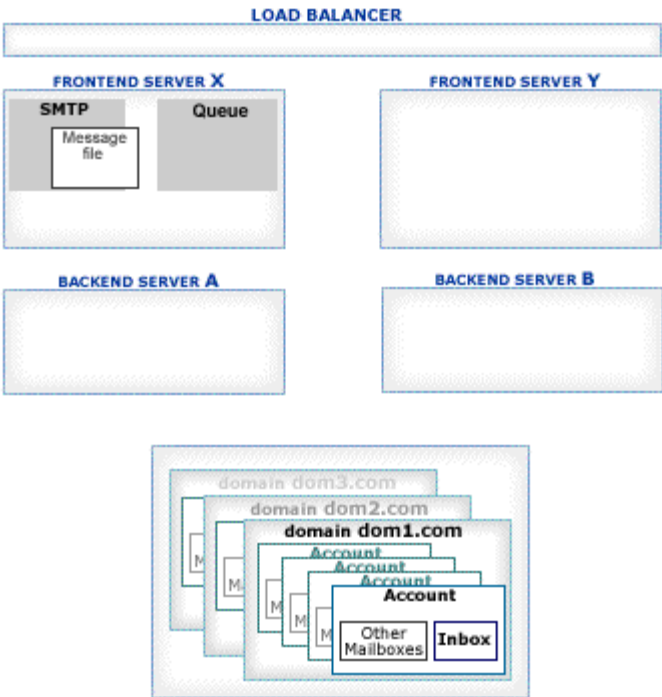 LOAD BALANCER
FRONTEND SERVER X
FRONTEND SERVER Y
SMTP
Queue
Message
file
BACKEND SERVER A
BACKEND SERVER B
domain dom3.com
domain dom2.com
domain dom1.com
M
M
Account
Account
Account
Account
M
M
M
Other
Mailboxes
Inbox